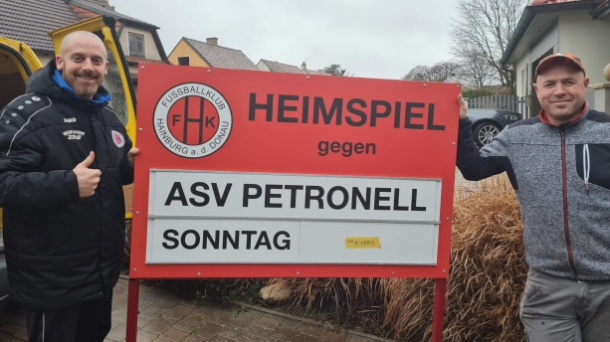 FUSSBALLKLUB
FHK
HAINBURG a. d. DONAU
HEIMSPIEL
gegen
ASV PETRONELL
SONNTAG